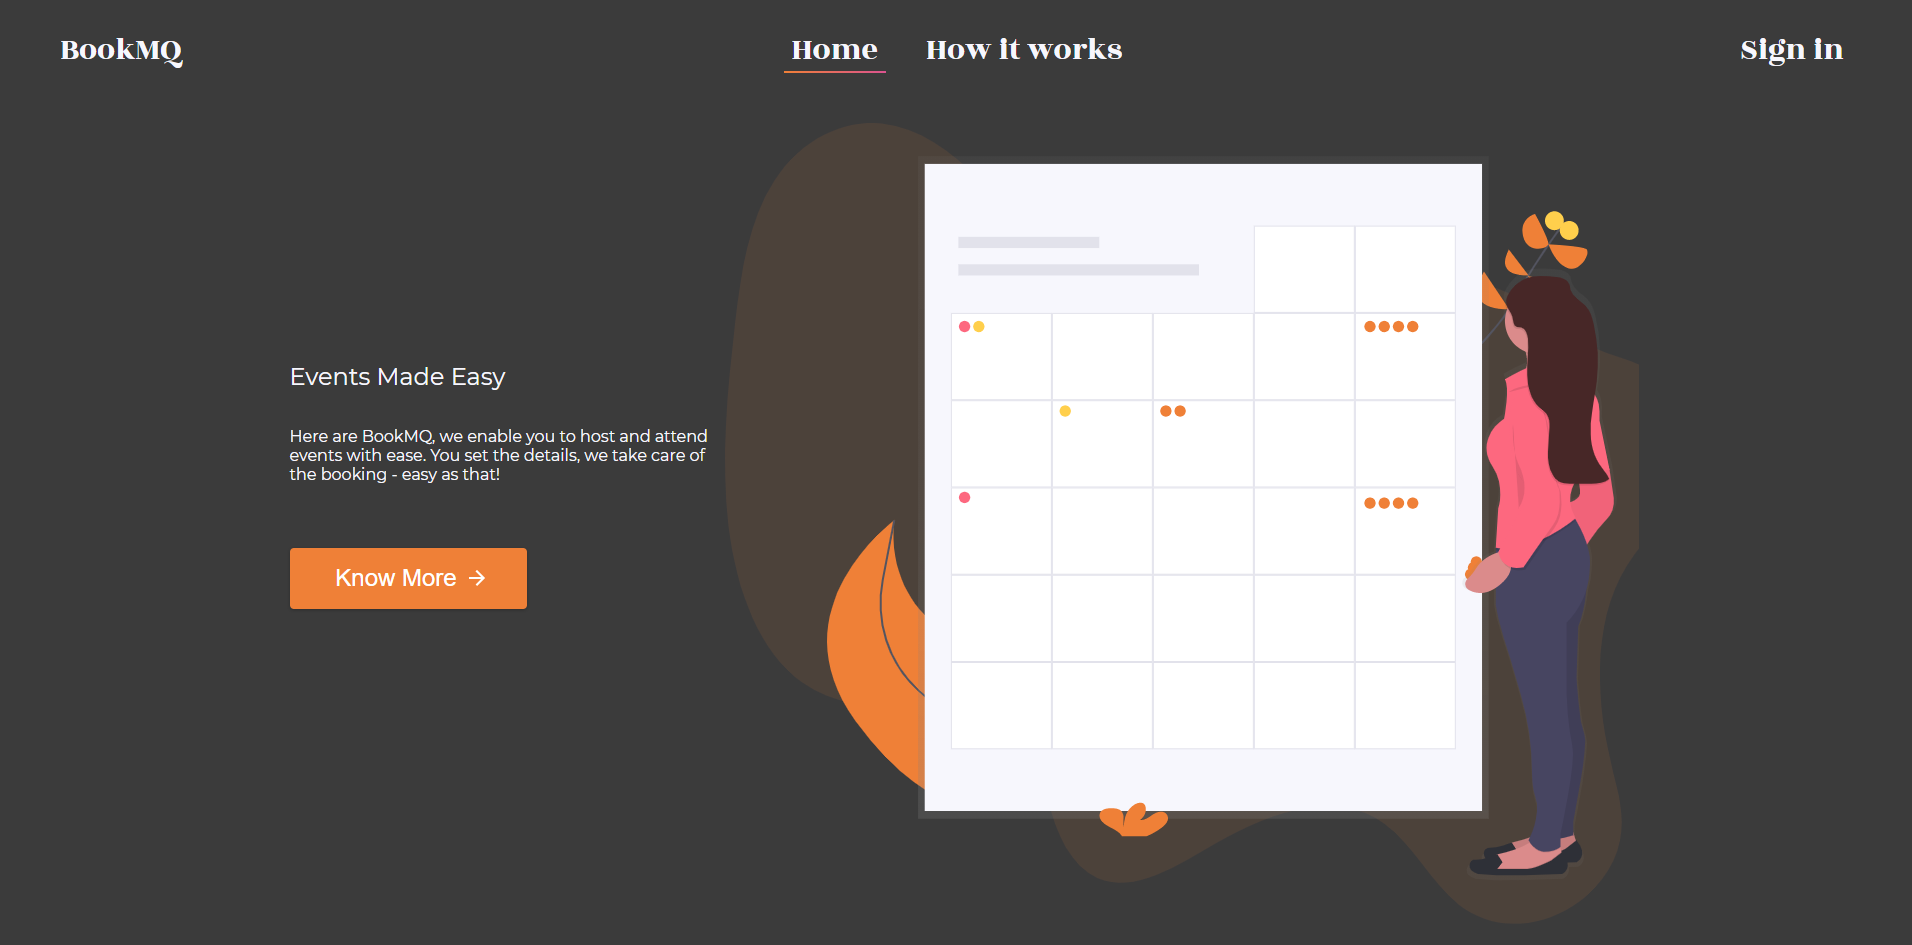 BookMQ
Home
How it works
Sign in
Events Made Easy
Here are BookMQ, we enable you to host and attend
events with ease. You set the details, we take care of
the booking - easy as that!
Know More →